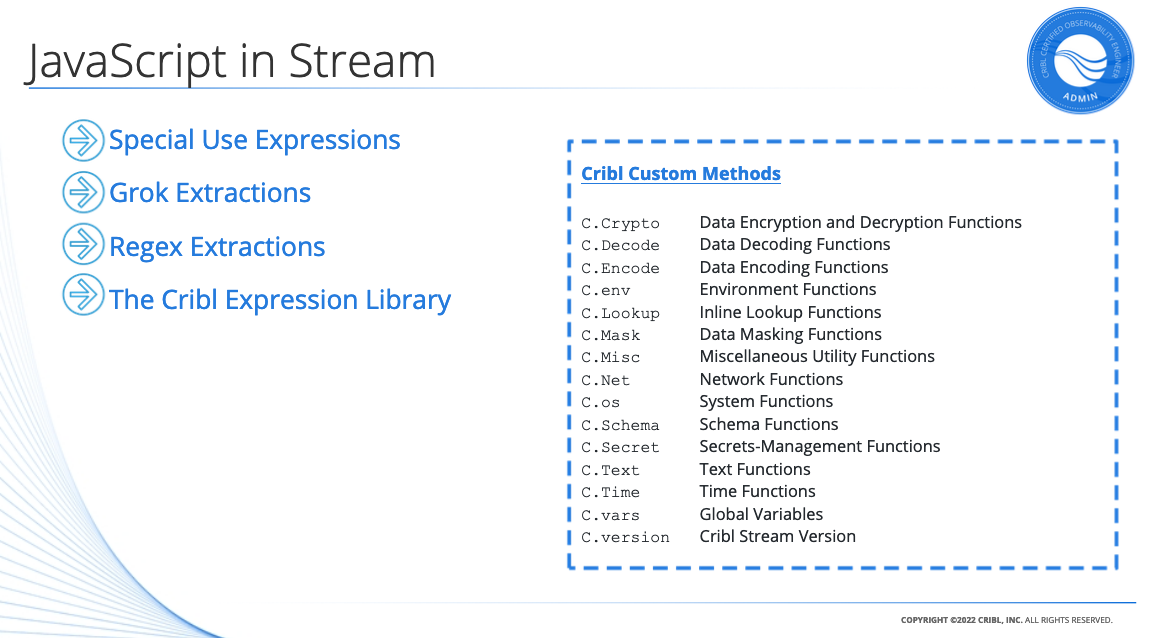 JavaScript in Stream
CRIBL CERTIFIED OBSERVABILITY ENGINEER
ADMIN
Special Use Expressions
Grok Extractions
Regex Extractions
The Cribl Expression Library
Cribl Custom Methods
C.Crypto Data Encryption and Decryption Functions
C.Decode Data Decoding Functions
C.Encode Data Encoding Functions
C.env Environment Functions
C.Lookup Inline Lookup Functions
C.Mask Data Masking Functions
C.Misc Miscellaneous Utility Functions
C.Net Network Functions
C.os System Functions
C.Schema Schema Functions
C.Secret Secrets-Management Functions
C.Text Text Functions
C.Time Time Functions
C.vars Global Variables
C.version Cribl Stream Version
COPYRIGHT ©2022 CRIBL, INC. ALL RIGHTS RESERVED.